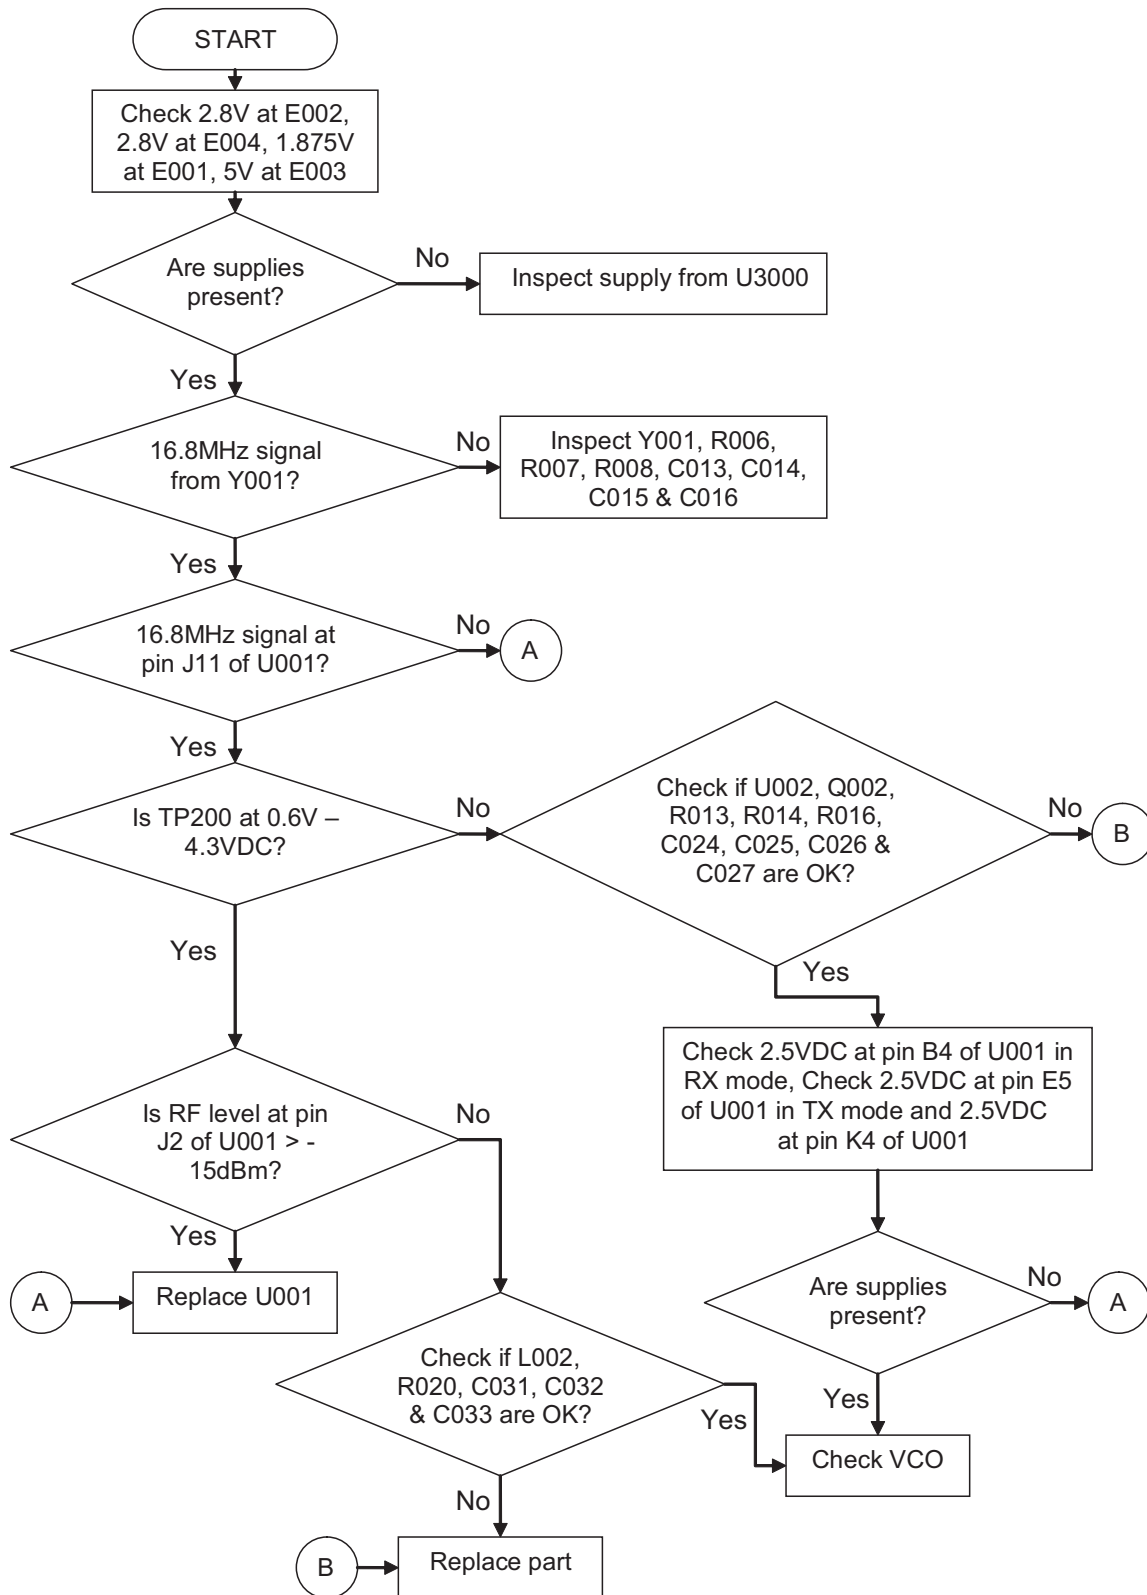 START
Check 2.8V at E002,
2.8V at E004, 1.875V
at E001, 5V at E003
Are supplies
present?
No
Inspect supply from U3000
Yes
16.8MHz signal
from Y001?
No
Inspect Y001, R006,
R007, R008, C013, C014,
C015 & C016
Yes
16.8MHz signal at
pin J11 of U001?
No
A
Yes
Is TP200 at 0.6V –
4.3VDC?
No
Check if U002, Q002,
R013, R014, R016,
C024, C025, C026 &
C027 are OK?
No
B
Yes
Yes
Check 2.5VDC at pin B4 of U001 in
RX mode, Check 2.5VDC at pin E5
of U001 in TX mode and 2.5VDC
at pin K4 of U001
Is RF level at pin
J2 of U001 > -
15dBm?
No
Yes
A
Replace U001
Are supplies
present?
No
A
Yes
Check if L002,
R020, C031, C032
& C033 are OK?
Yes
Check VCO
No
B
Replace part